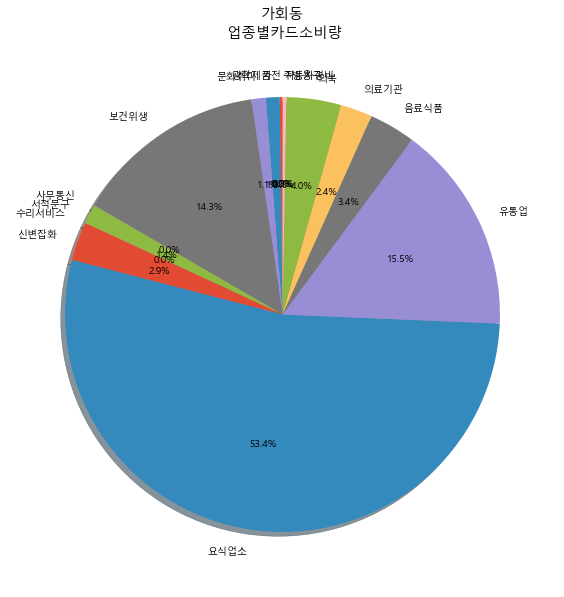 가회동
업종별카드소비량
의료기관
음료식품
유통업
요식업소
신변잡화
수리서비스
서적문구
사무통신
보건위생
4.0%
2.4%
3.4%
15.5%
53.4%
2.9%
0.0%
1.4%
0.0%
14.3%